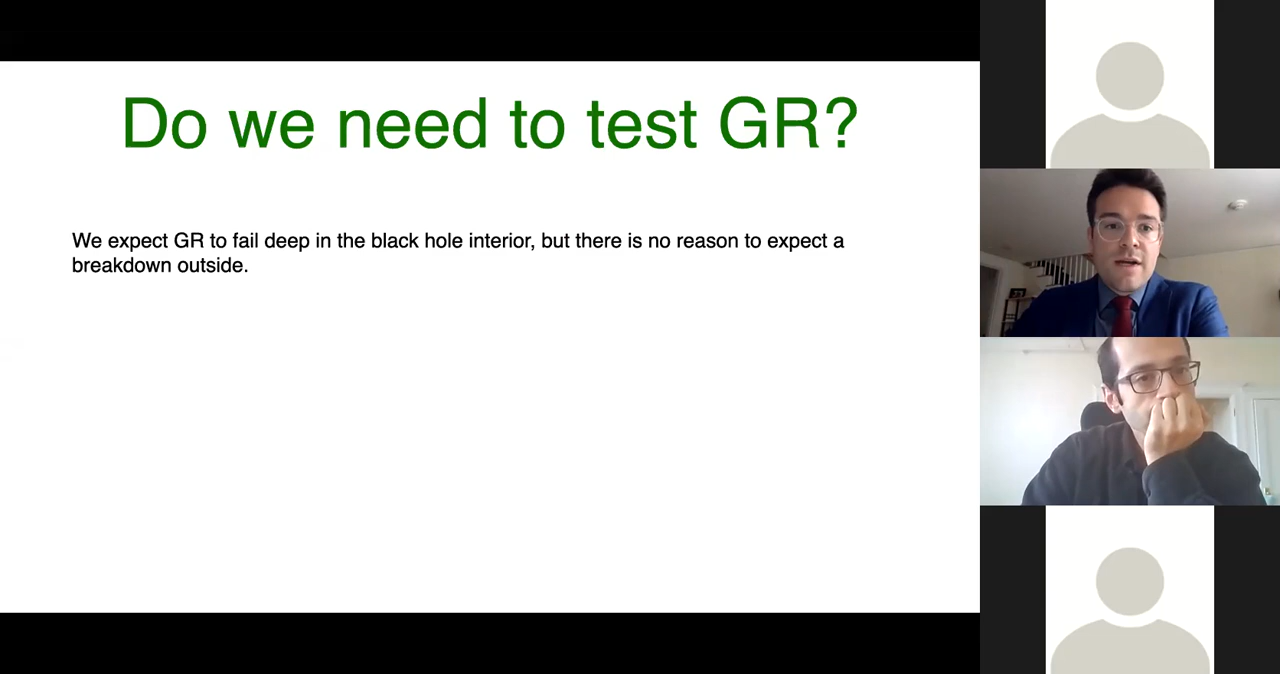 Do we need to test GR?
We expect GR to fail deep in the black hole interior, but there is no reason to expect a
breakdown outside.